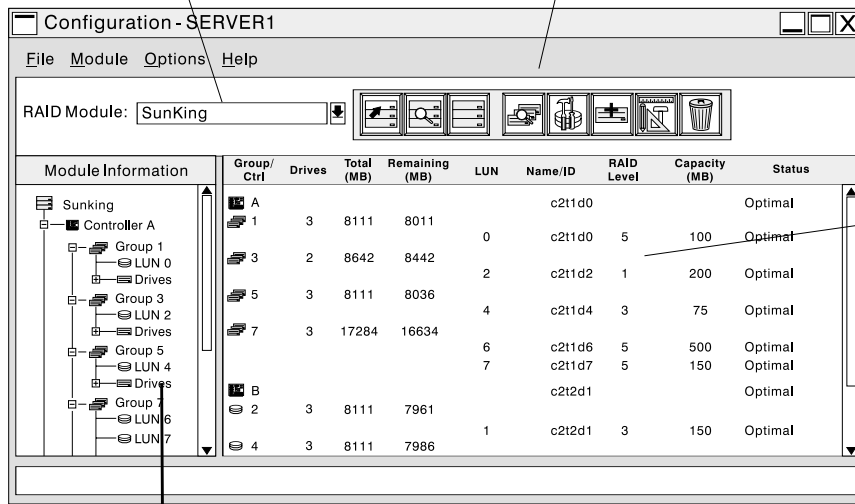 Configuration - SERVER1
File Module Options Help
RAID Module: SunKing
Module Information
Sunking
Controller A
Group 1
LUN 0
Drives
Group 3
LUN 2
Drives
Group 5
LUN 4
Drives
Group 7
LUN 6
LUN 7
Group/Ctrl Drives Total (MB) Remaining (MB) LUN Name/ID RAID Level Capacity (MB) Status
A c2t1d0 Optimal
1 3 8111 8011
0 c2t1d0 5 100 Optimal
3 2 8642 8442
2 c2t1d2 1 200 Optimal
5 3 8111 8036
4 c2t1d4 3 75 Optimal
7 3 17284 16634
6 c2t1d6 5 500 Optimal
7 c2t1d7 5 150 Optimal
B c2t2d1 Optimal
2 3 8111 7961
1 c2t2d1 3 150 Optimal
4 3 8111 7986